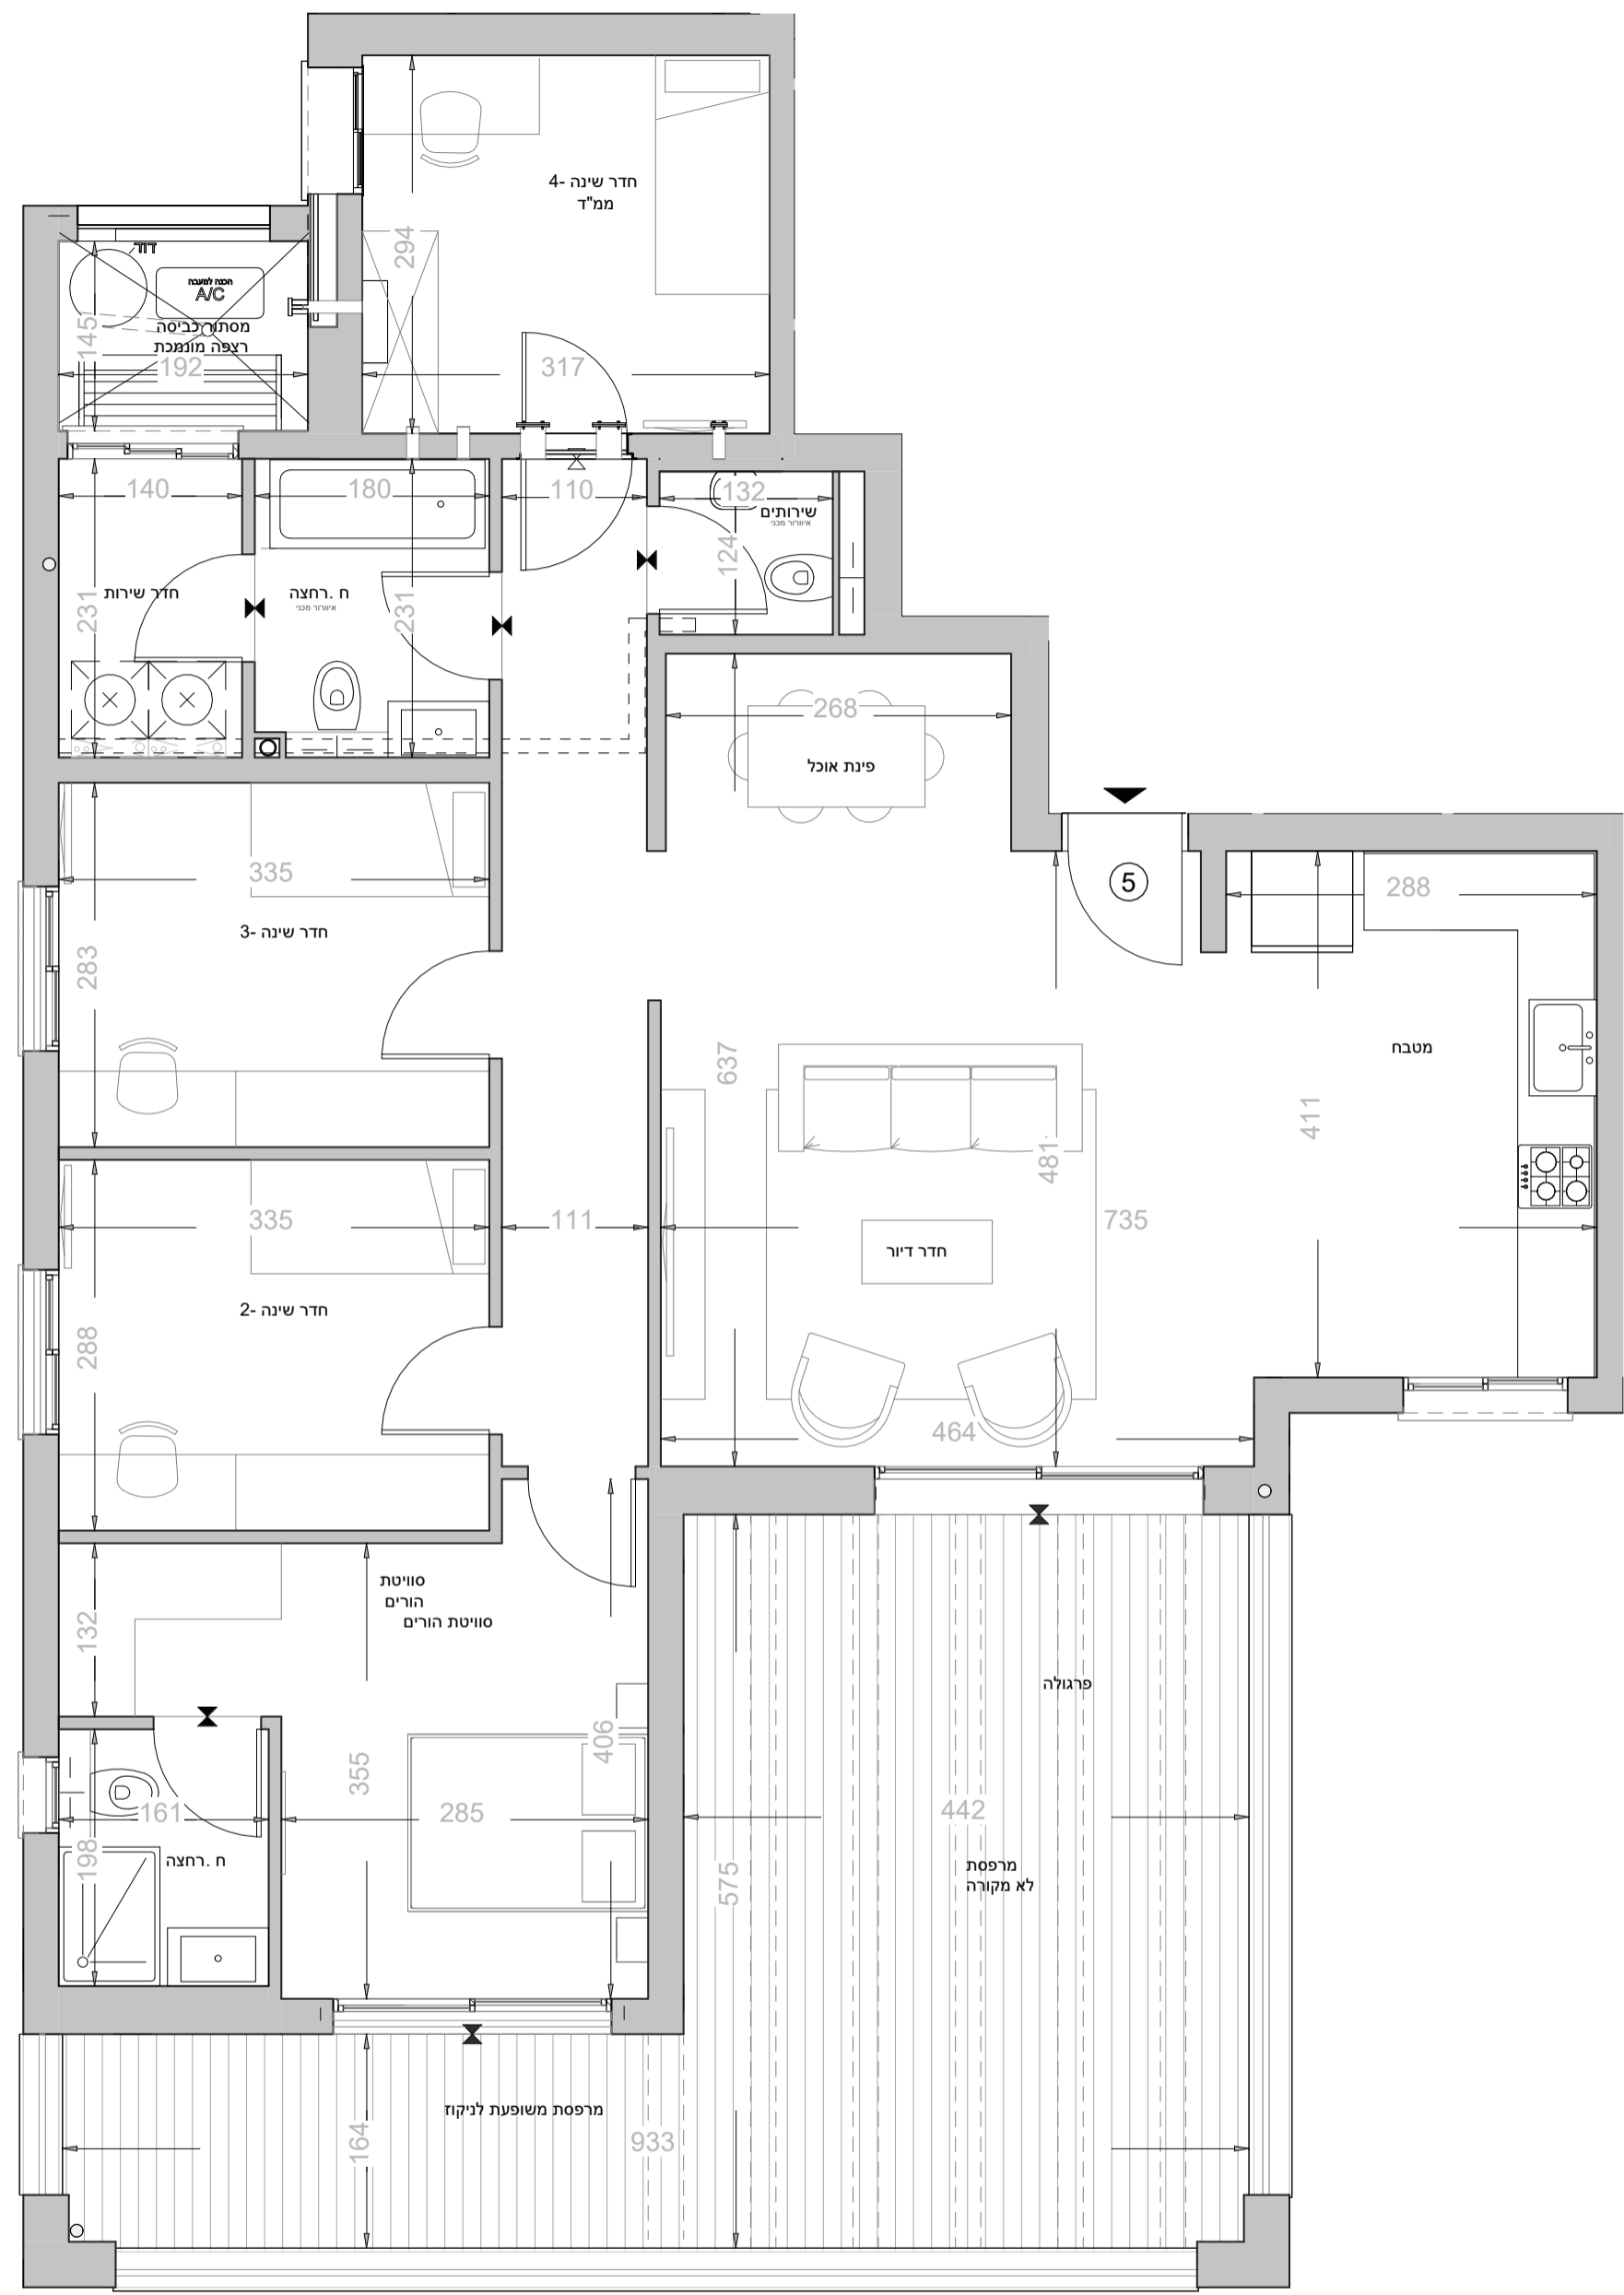 חדר שינה -4
ממ"ד
294
317
דוד
הכנה למעבה
A/C
מסתור כביסה
רצפה מונמכת
145
192
140
180
110
132
שירותים
איוורור מכני
124
חדר שירות
231
ח .רחצה
איוורור מכני
231
268
פינת אוכל
5
288
335
חדר שינה -3
283
637
481
411
מטבח
335
111
735
חדר דיור
חדר שינה -2
288
464
סוויטת
הורים
סוויטת הורים
132
406
355
פרגולה
161
285
442
198
ח .רחצה
575
מרפסת
לא מקורה
מרפסת משופעת לניקוז
164
933